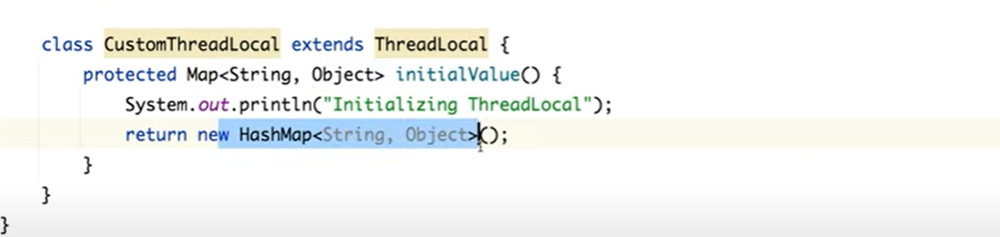 class CustomThreadLocal extends ThreadLocal {
protected Map<String, Object> initialValue() {
System.out.println("Initializing ThreadLocal");
return new HashMap<String, Object>();
}
}
}